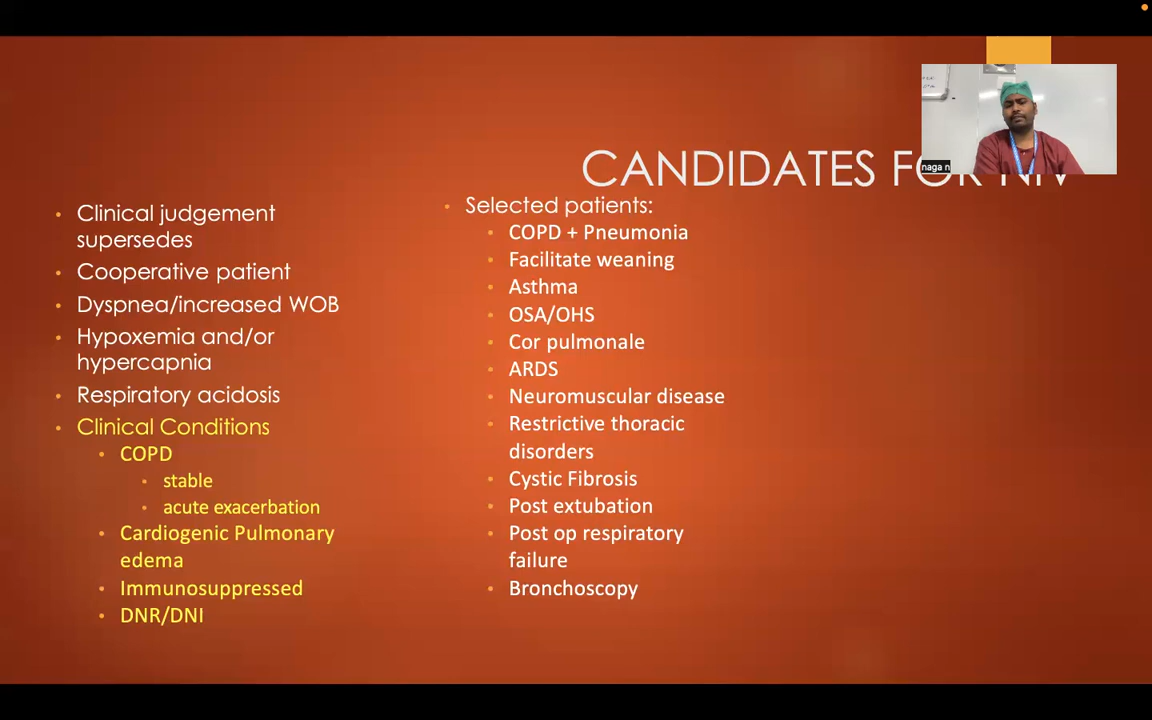 CANDIDATES FOR NIV
naga n
Clinical judgement
supersedes
Cooperative patient
Dyspnea/increased WOB
Hypoxemia and/or
hypercapnia
Respiratory acidosis
Clinical Conditions
COPD
stable
acute exacerbation
Cardiogenic Pulmonary
edema
Immunosuppressed
DNR/DNI
Selected patients:
COPD + Pneumonia
Facilitate weaning
Asthma
OSA/OHS
Cor pulmonale
ARDS
Neuromuscular disease
Restrictive thoracic
disorders
Cystic Fibrosis
Post extubation
Post op respiratory
failure
Bronchoscopy